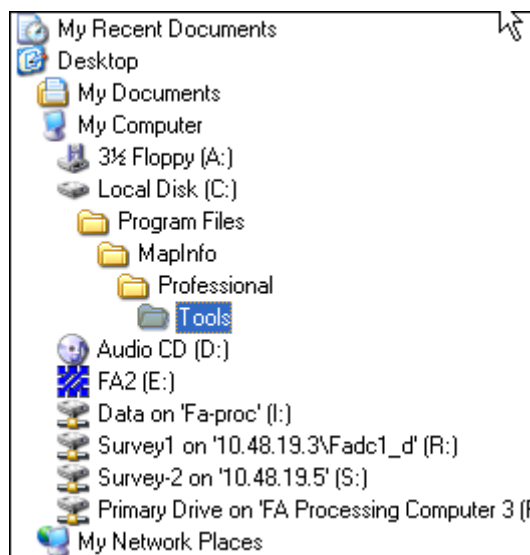 My Recent Documents
Desktop
My Documents
My Computer
3½ Floppy (A:)
Local Disk (C:)
Program Files
MapInfo
Professional
Tools
Audio CD (D:)
FA2 (E:)
Data on 'Fa-proc' (I:)
Survey1 on '10.48.19.3\Fadc1_d' (R:)
Survey-2 on '10.48.19.5' (S:)
Primary Drive on 'FA Processing Computer 3 (
My Network Places